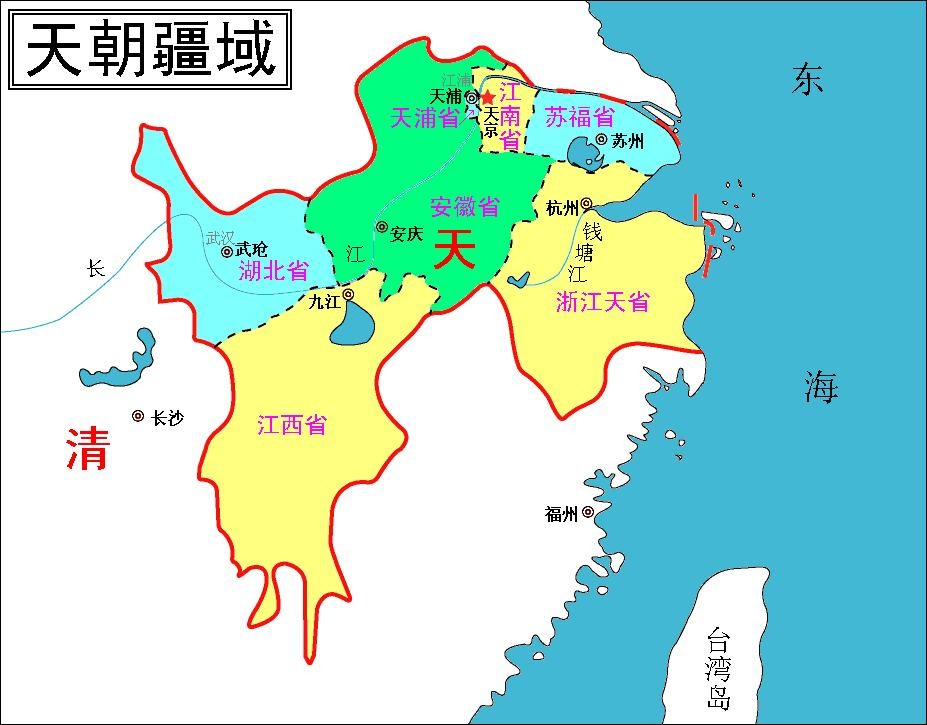 天朝疆域
东
海
江浦
天浦
天京
天浦省
江南省
苏福省
苏州
安徽省
杭州
安庆
天
钱塘江
武汉
武玱
湖北省
江
长
九江
浙江天省
长沙
清
江西省
福州
台湾岛